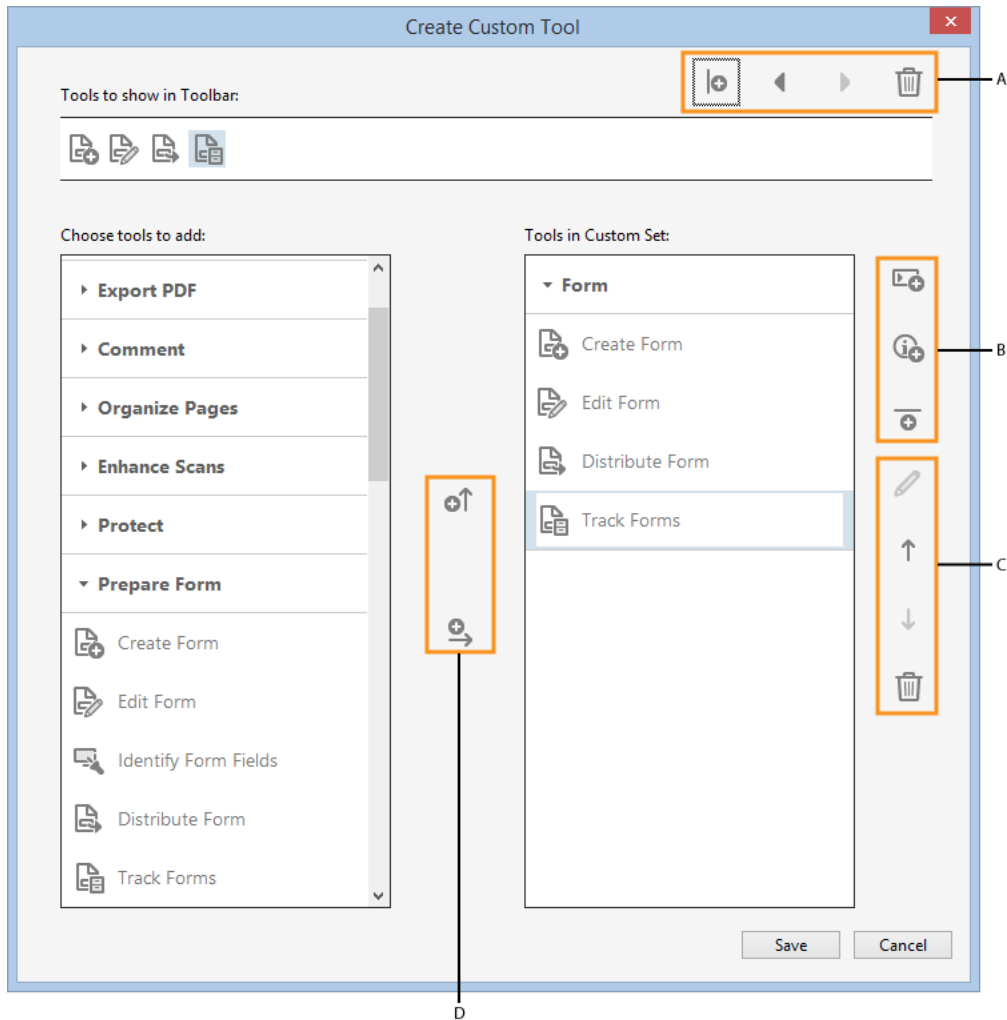 Create Custom Tool
A
Tools to show in Toolbar:
Choose tools to add:
Export PDF
Comment
Organize Pages
Enhance Scans
Protect
Prepare Form
Create Form
Edit Form
Identify Form Fields
Distribute Form
Track Forms
Tools in Custom Set:
Form
Create Form
Edit Form
Distribute Form
Track Forms
B
C
Save
Cancel
D